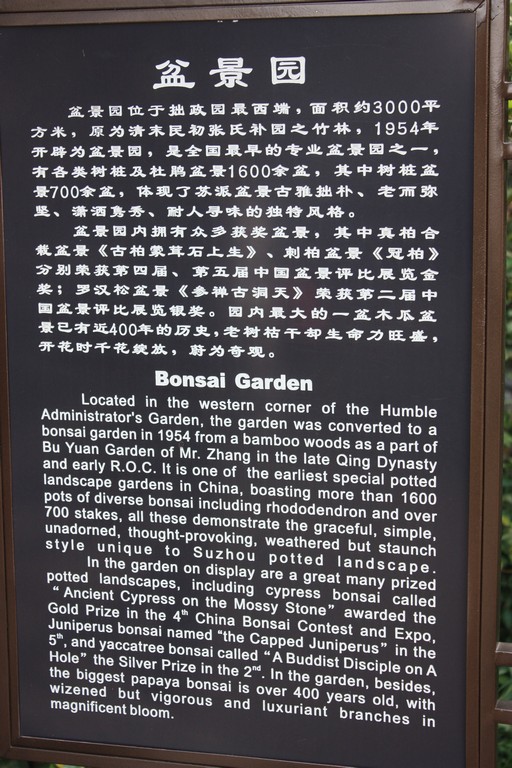 盆景园
盆景园位于拙政园最西端，面积约3000平
方米，原为清末民初张氏补园之竹林，1954年
开辟为盆景园，是全国最早的专业盆景园之一，
有各类树桩及杜鹃盆景1600余盆，其中树桩盆
景700余盆，体现了苏派盆景古雅拙朴、老而弥
坚、潇洒隽秀、耐人寻味的独特风格。
盆景园内拥有众多获奖盆景，其中真柏合
栽盆景《古柏蒙茸石上生》、刺柏盆景《冠柏》
分别荣获第四届、第五届中国盆景评比展览金
奖；罗汉松盆景《参禅古洞天》荣获第二届中
国盆景评比展览银奖。园内最大的一盆木瓜盆
景已有近400年的历史，老树枯干却生命力旺盛，
开花时千花绽放，蔚为奇观。
Bonsai Garden
Located in the western corner of the Humble
Administrator's Garden, the garden was converted to a
bonsai garden in 1954 from a bamboo woods as a part of
Bu Yuan Garden of Mr. Zhang in the late Qing Dynasty
and early R.O.C. It is one of the earliest special potted
landscape gardens in China, boasting more than 1600
pots of diverse bonsai including rhododendron and over
700 stakes, all these demonstrate the graceful, simple,
unadorned, thought-provoking, weathered but staunch
style unique to Suzhou potted landscape.
In the garden on display are a great many prized
potted landscapes, including cypress bonsai called
“Ancient Cypress on the Mossy Stone” awarded the
Gold Prize in the 4th China Bonsai Contest and Expo,
Juniperus bonsai named “the Capped Juniperus” in the
5th, and yaccatree bonsai called “A Buddist Disciple on A
Hole” the Silver Prize in the 2nd. In the garden, besides,
the biggest papaya bonsai is over 400 years old, with
wizened but vigorous and luxuriant branches in
magnificent bloom.